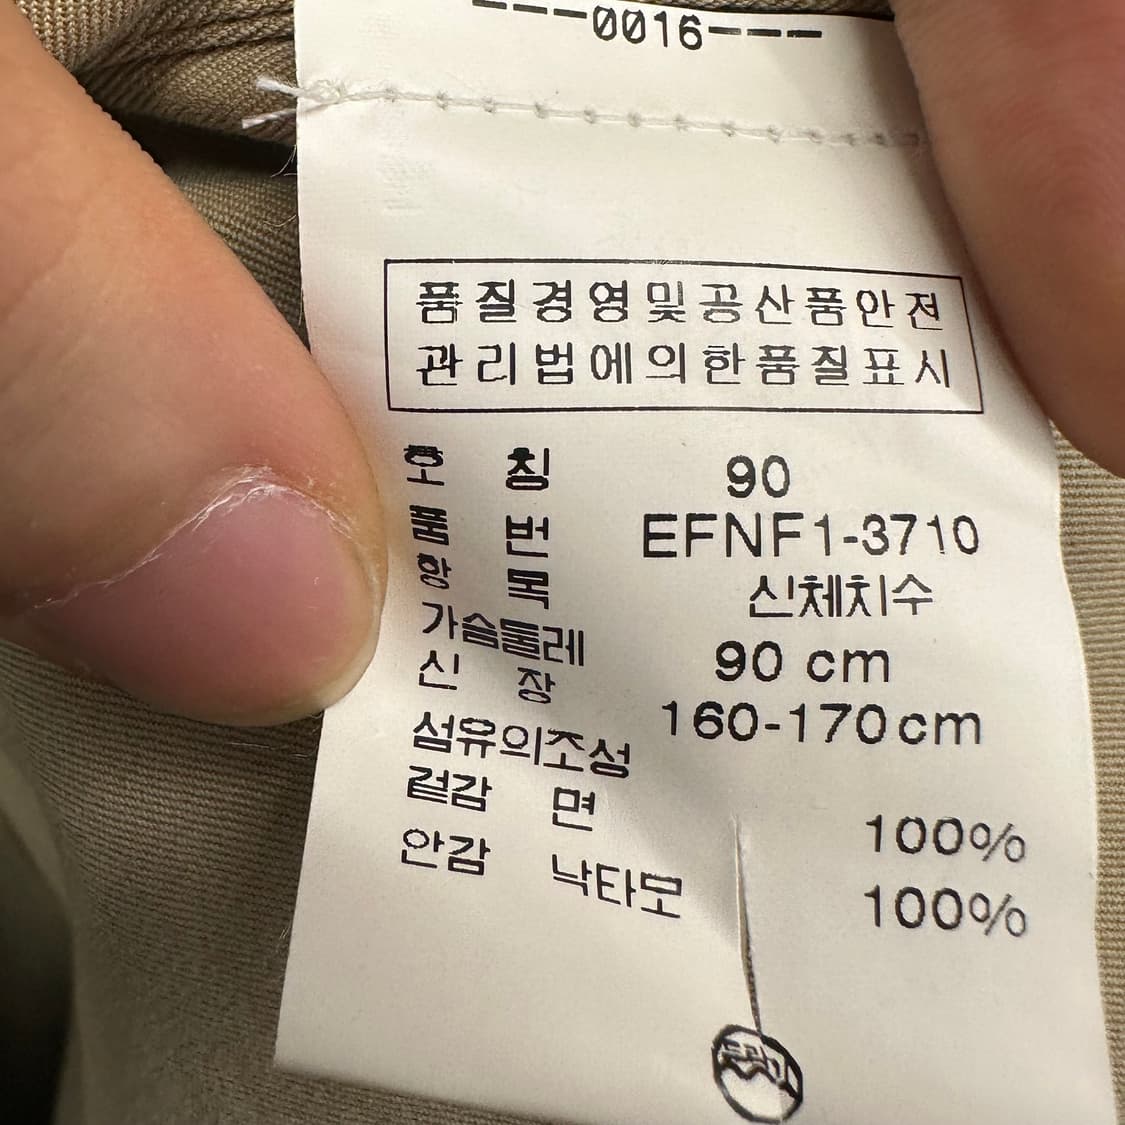 ---0016---
품질경영및공산품안전
관리법에의한품질표시
호 칭 90
품 번 EFNF1-3710
항 목 신체치수
가슴둘레 90 cm
신 장 160-170cm
섬유의조성
겉감 면 100%
안감 낙타모 100%